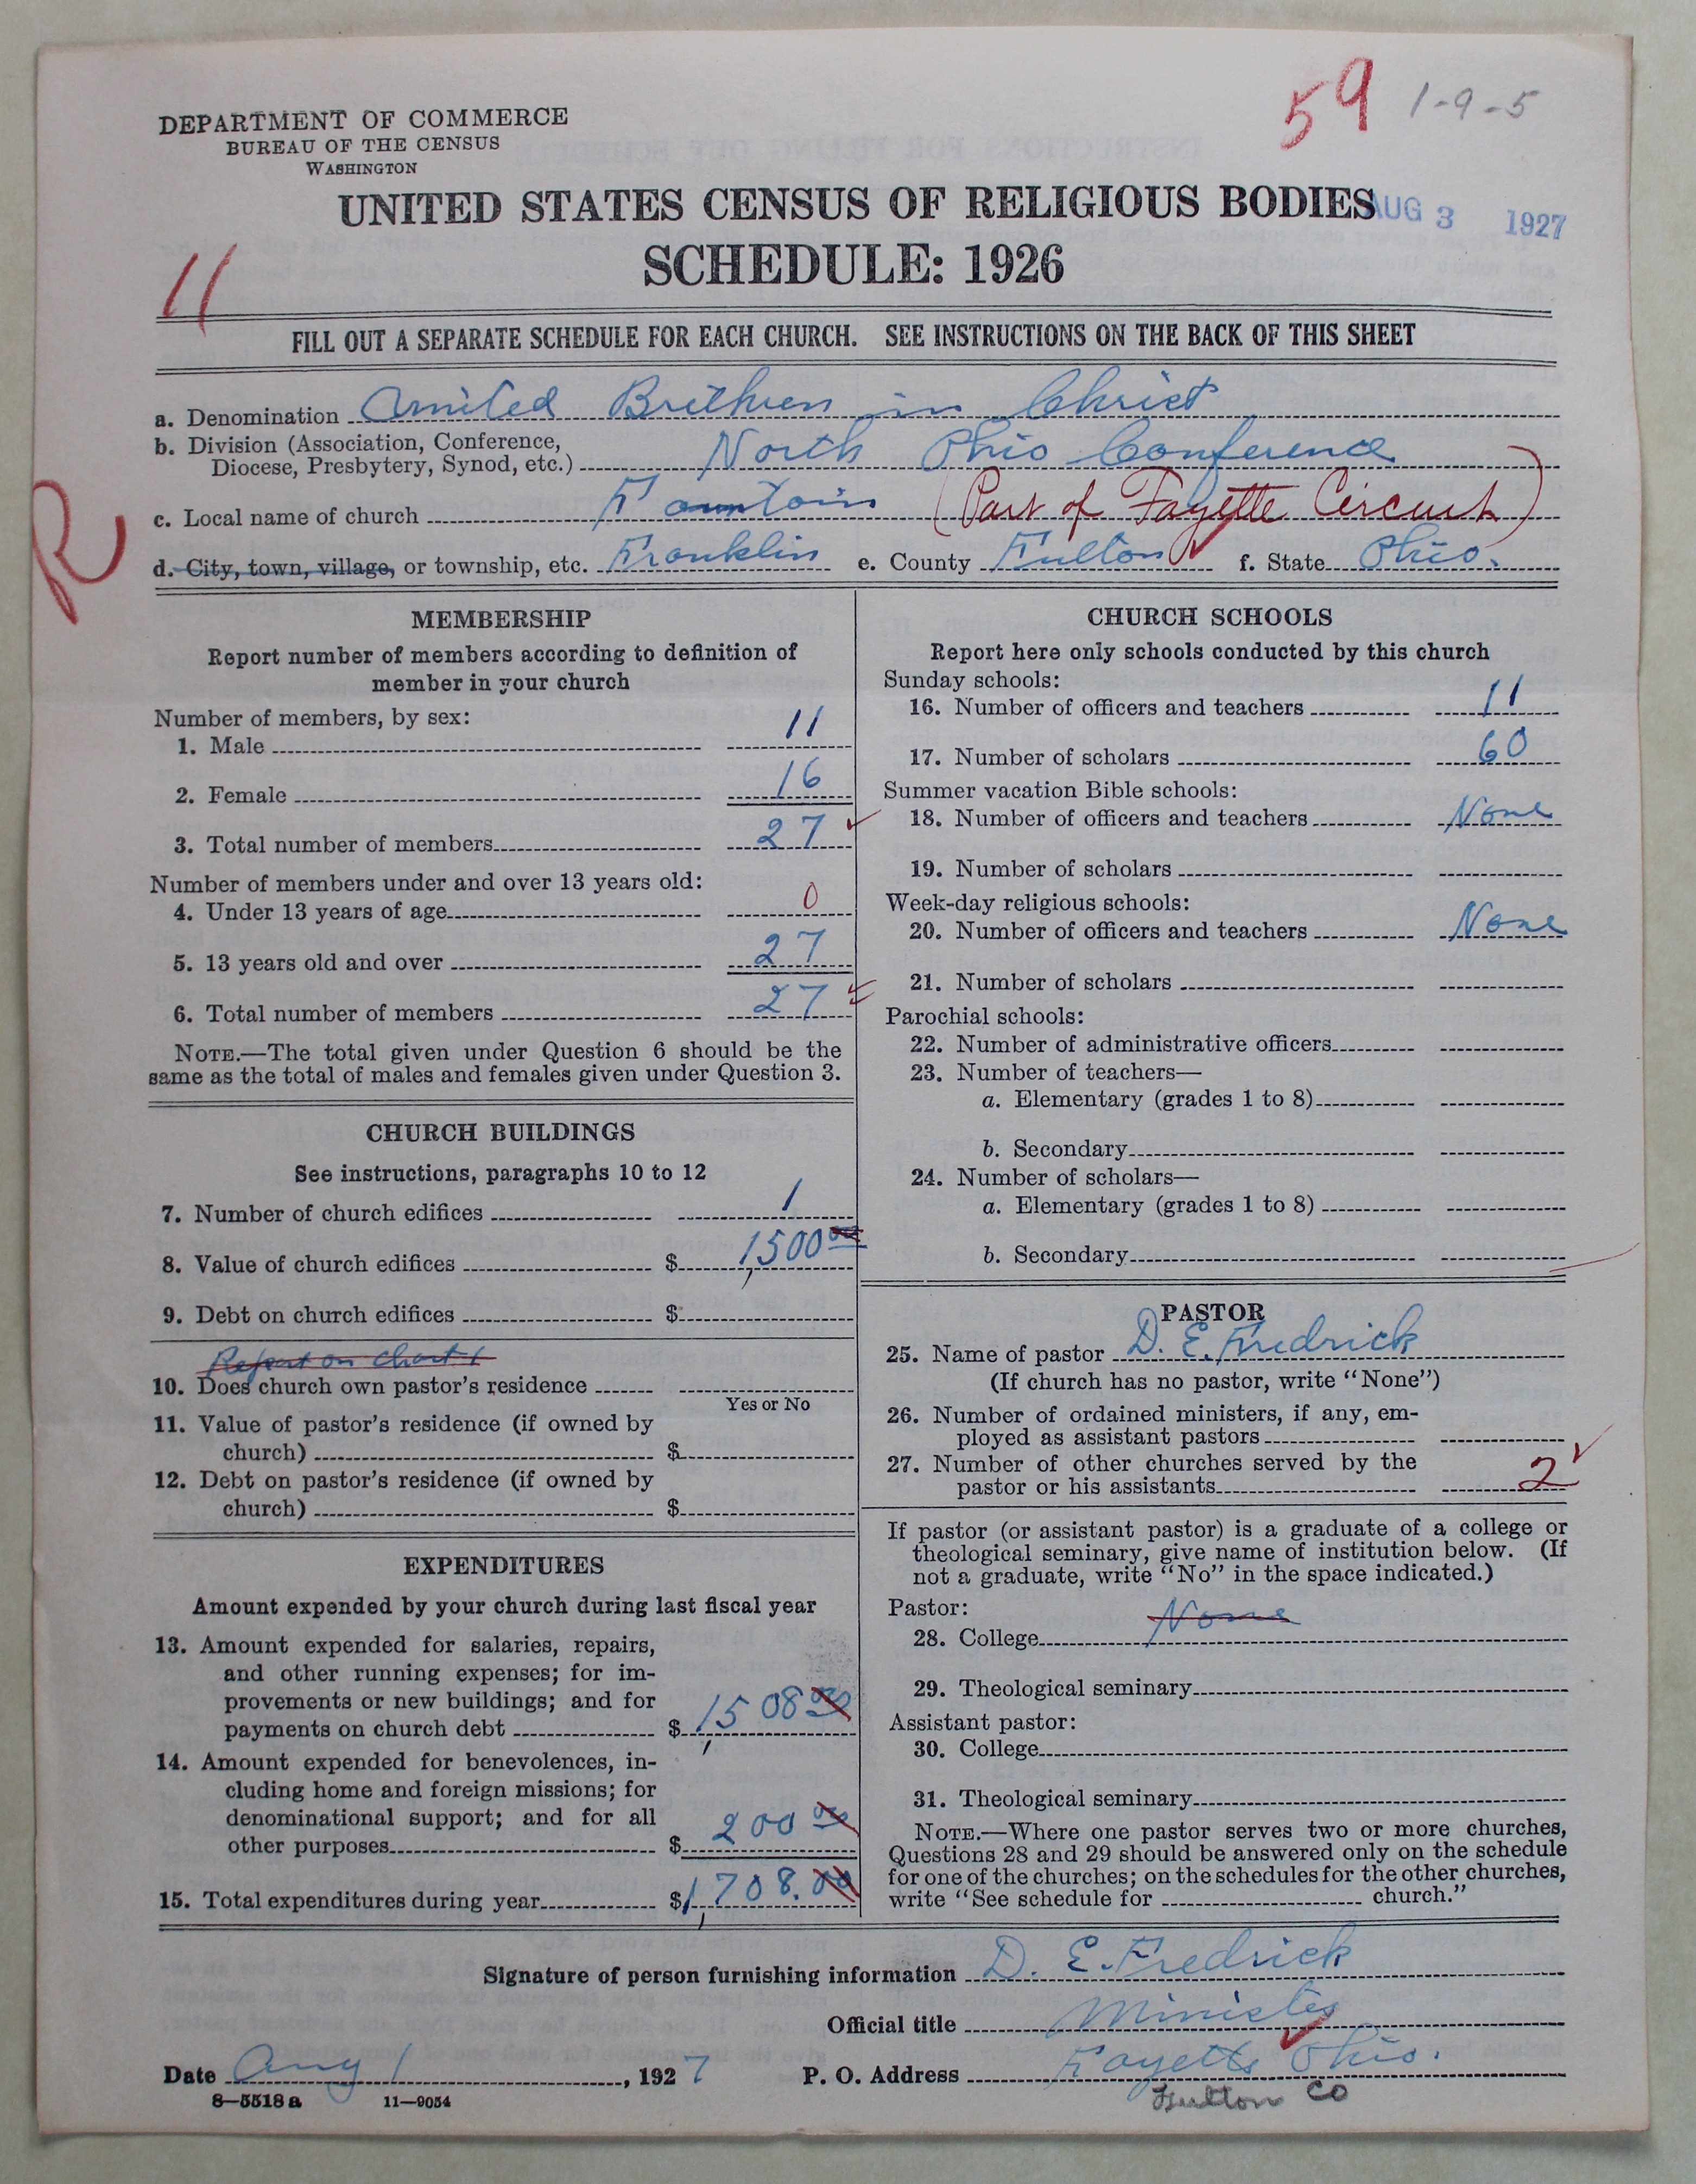 59 1-9-5
DEPARTMENT OF COMMERCE
BUREAU OF THE CENSUS
WASHINGTON
UNITED STATES CENSUS OF RELIGIOUS BODIES
AUG 3 1927
SCHEDULE: 1926
11
FILL OUT A SEPARATE SCHEDULE FOR EACH CHURCH. SEE INSTRUCTIONS ON THE BACK OF THIS SHEET
a. Denomination United Brethren in Christ
b. Division (Association, Conference,
Diocese, Presbytery, Synod, etc.) North Ohio Conference
c. Local name of church Fountain (Part of Fayette Circuit)
R
d. City, town, village, or township, etc. Franklin e. County Fulton f. State Ohio.
MEMBERSHIP
Report number of members according to definition of
member in your church
Number of members, by sex:
1. Male 11
2. Female 16
3. Total number of members 27
Number of members under and over 13 years old:
4. Under 13 years of age 0
5. 13 years old and over 27
6. Total number of members 27
NOTE.—The total given under Question 6 should be the
same as the total of males and females given under Question 3.
CHURCH BUILDINGS
See instructions, paragraphs 10 to 12
7. Number of church edifices 1
8. Value of church edifices $ 1,500 00
9. Debt on church edifices $
Report on chart 1
10. Does church own pastor's residence
Yes or No
11. Value of pastor's residence (if owned by
church) $
12. Debt on pastor's residence (if owned by
church) $
EXPENDITURES
Amount expended by your church during last fiscal year
13. Amount expended for salaries, repairs,
and other running expenses; for im-
provements or new buildings; and for
payments on church debt $ 1,508 00
14. Amount expended for benevolences, in-
cluding home and foreign missions; for
denominational support; and for all
other purposes $ 200 00
15. Total expenditures during year $1,708.00
CHURCH SCHOOLS
Report here only schools conducted by this church
Sunday schools:
16. Number of officers and teachers 11
17. Number of scholars 60
Summer vacation Bible schools:
18. Number of officers and teachers None
19. Number of scholars
Week-day religious schools:
20. Number of officers and teachers None
21. Number of scholars
Parochial schools:
22. Number of administrative officers
23. Number of teachers—
a. Elementary (grades 1 to 8)
b. Secondary
24. Number of scholars—
a. Elementary (grades 1 to 8)
b. Secondary
PASTOR
25. Name of pastor D. E. Fredrick
(If church has no pastor, write "None")
26. Number of ordained ministers, if any, em-
ployed as assistant pastors
27. Number of other churches served by the
pastor or his assistants 2
If pastor (or assistant pastor) is a graduate of a college or
theological seminary, give name of institution below. (If
not a graduate, write "No" in the space indicated.)
Pastor:
28. College None
29. Theological seminary
Assistant pastor:
30. College
31. Theological seminary
NOTE.—Where one pastor serves two or more churches,
Questions 28 and 29 should be answered only on the schedule
for one of the churches; on the schedules for the other churches,
write "See schedule for church."
Signature of person furnishing information D. E. Fredrick
Official title Minister
Date Aug 1, 1927 P. O. Address Fayette Ohio.
Fulton Co
8—5518a 11—9054